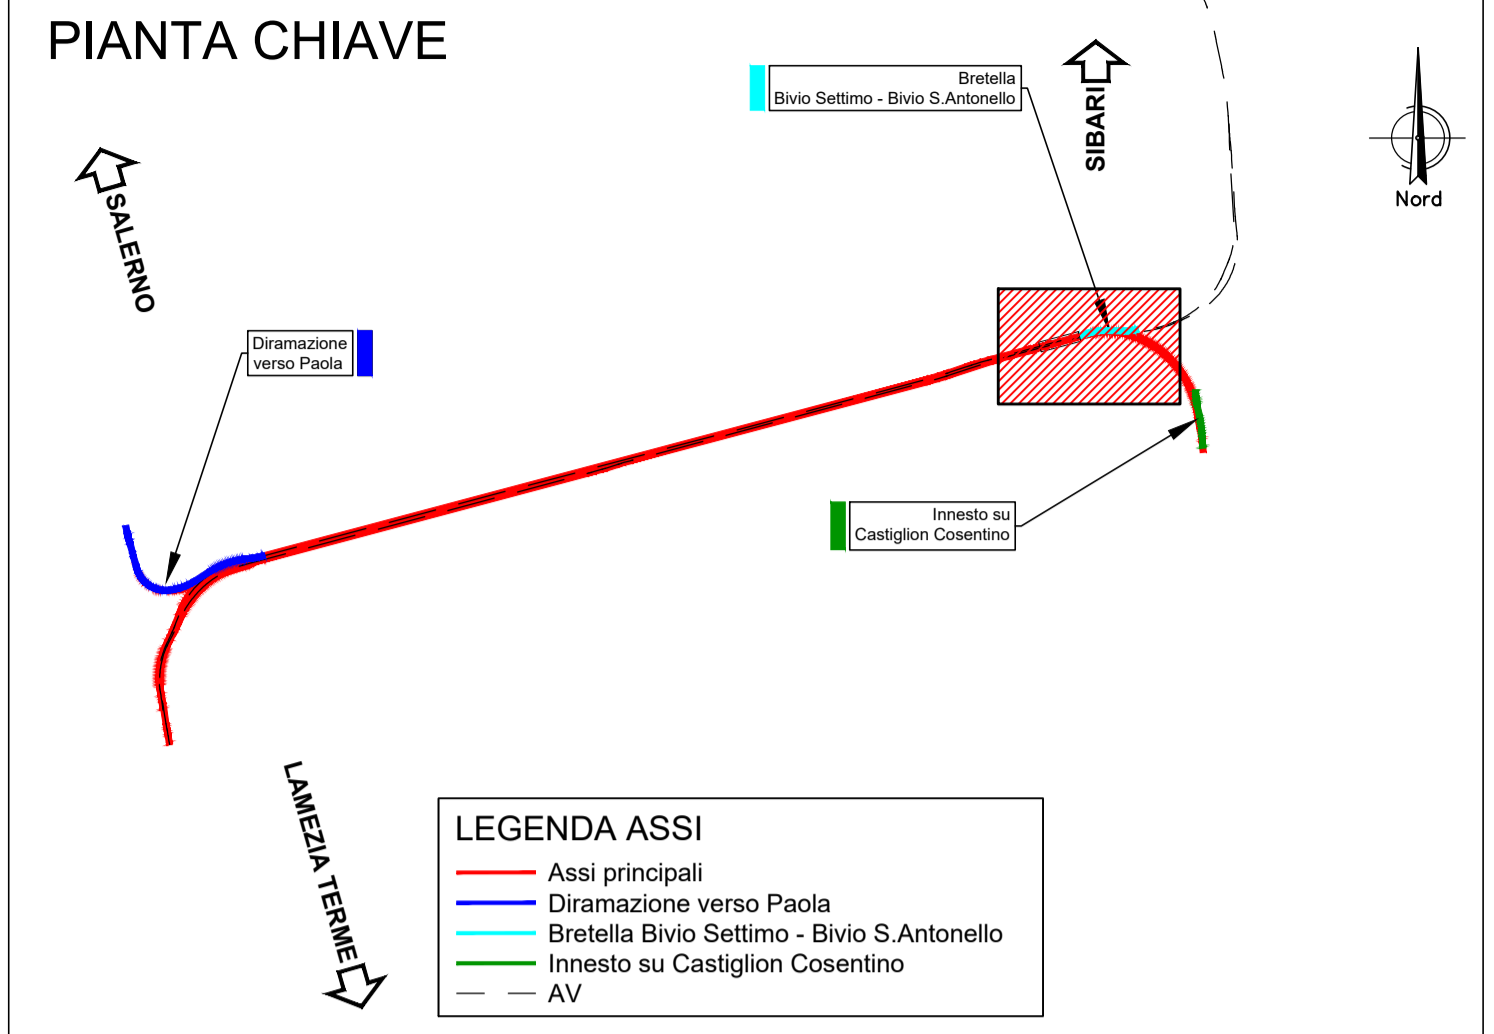 PIANTA CHIAVE
Bretella
Bivio Settimo - Bivio S.Antonello
SIBARI
Nord
SALERNO
Diramazione
verso Paola
Innesto su
Castiglion Cosentino
LAMEZIA TERME
LEGENDA ASSI
Assi principali
Diramazione verso Paola
Bretella Bivio Settimo - Bivio S.Antonello
Innesto su Castiglion Cosentino
AV